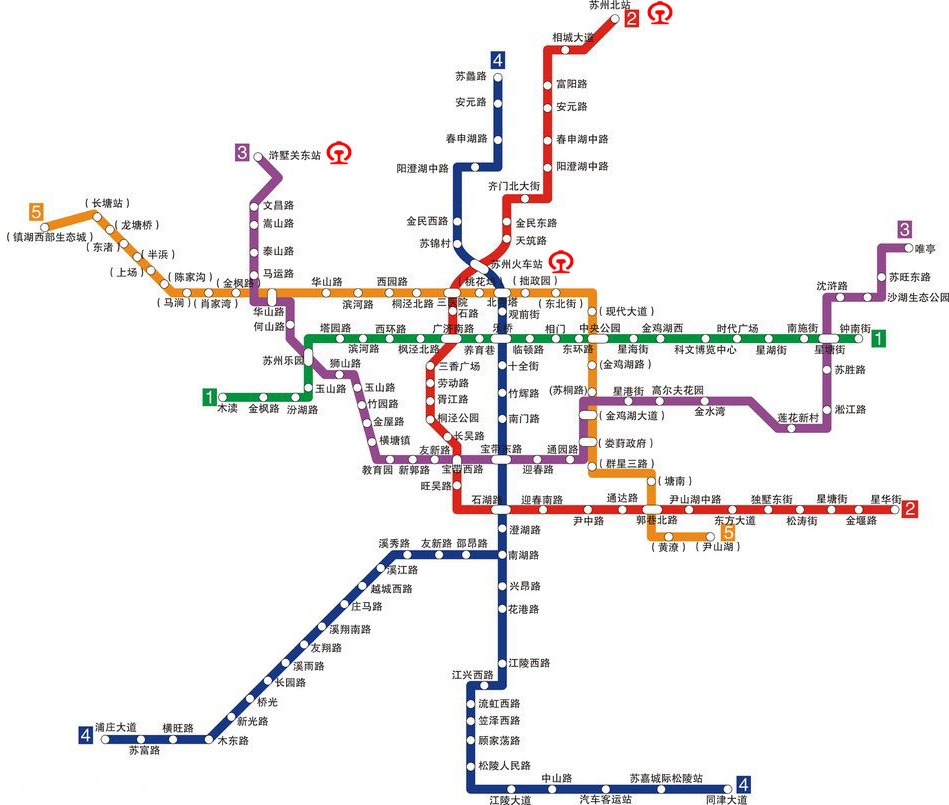 苏州北站
2
相城大道
4
苏蠡路
富阳路
安元路
安元路
春申湖路
春申湖中路
3
浒墅关东站
阳澄湖中路
阳澄湖中路
齐门北大街
5
(长塘站)
文昌路
(龙塘桥)
嵩山路
金民西路
金民东路
3
(镇湖西部生态城)
(东渚)
(半浜)
泰山路
苏锦村
天筑路
唯亭
(上场)
(陈家沟)
马运路
苏州火车站
苏旺东路
(金枫路)
华山路
西园路
(桃花坞)
(拙政园)
沈浒路
(马涧)
(肖家湾)
华山路
滨河路
桐泾北路
三医院
北寺塔
(东北街)
沙湖生态公园
石路
观前街
(现代大道)
何山路
塔园路
西环路
广济南路
乐桥
相门
中央公园
金鸡湖西
时代广场
南施街
钟南街
1
滨河路
枫泾北路
养育巷
临顿路
东环路
星海街
科文博览中心
星湖街
星塘街
苏州乐园
狮山路
三香广场
十全街
(金鸡湖路)
苏胜路
玉山路
玉山路
劳动路
竹辉路
(苏桐路)
星港街
高尔夫花园
1
木渎
金枫路
汾湖路
竹园路
胥江路
金水湾
淞江路
金屋路
桐泾公园
南门路
(金鸡湖大道)
莲花新村
横塘镇
长吴路
(娄葑政府)
友新路
宝带东路
通园路
教育园
新郭路
宝带西路
迎春路
(群星三路)
旺吴路
(塘南)
石湖路
迎春南路
通达路
尹山湖中路
独墅东街
星塘街
星华街
2
尹中路
郭巷北路
东方大道
松涛街
金堰路
澄湖路
5
溪秀路
友新路
邵昂路
南湖路
(黄潦)
(尹山湖)
溪江路
越城西路
兴昂路
庄马路
花港路
溪翔南路
友翔路
溪雨路
江陵西路
长园路
江兴西路
桥光
流虹西路
新光路
笠泽西路
4
浦庄大道
横旺路
木东路
顾家荡路
苏富路
松陵人民路
中山路
苏嘉城际松陵站
4
江陵大道
汽车客运站
同津大道